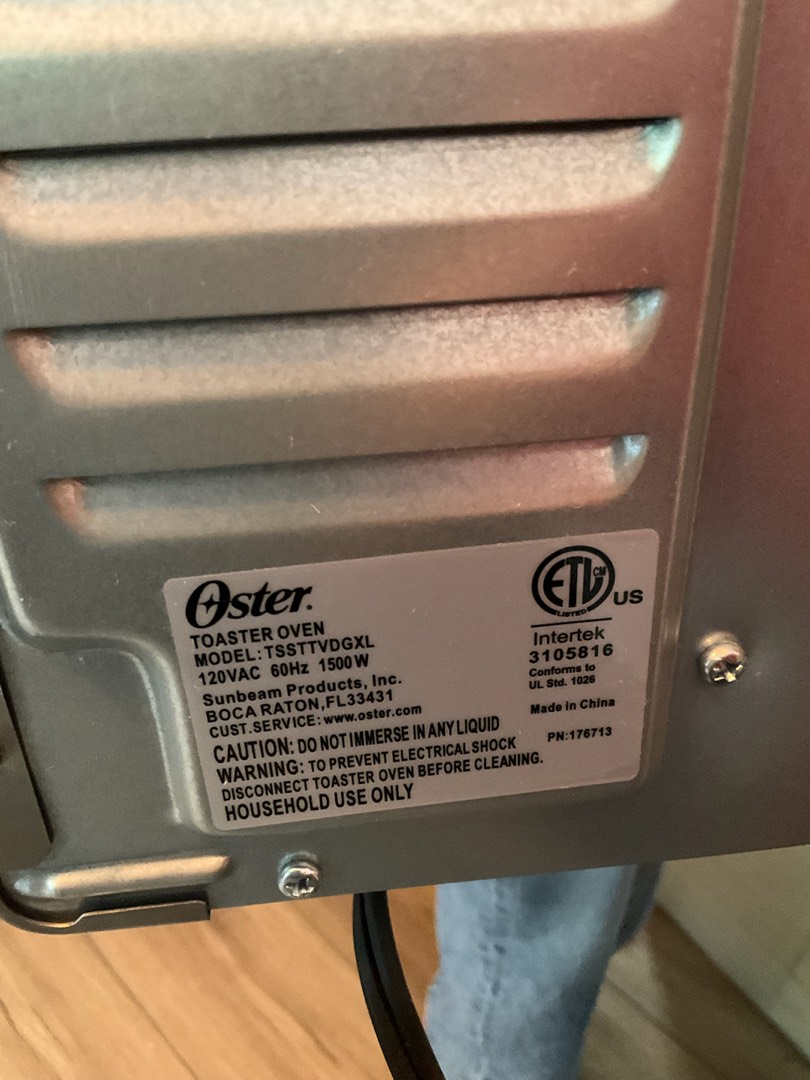 Oster.
TOASTER OVEN
MODEL: TSSTTVDGXL
120VAC 60Hz 1500W
Sunbeam Products, Inc.
BOCA RATON,FL33431
CUST.SERVICE: www.oster.com
CAUTION: DO NOT IMMERSE IN ANY LIQUID
WARNING: TO PREVENT ELECTRICAL SHOCK
DISCONNECT TOASTER OVEN BEFORE CLEANING.
HOUSEHOLD USE ONLY
ETL CM
LISTED
US
Intertek
3105816
Conforms to
UL Std. 1026
Made in China
PN:176713